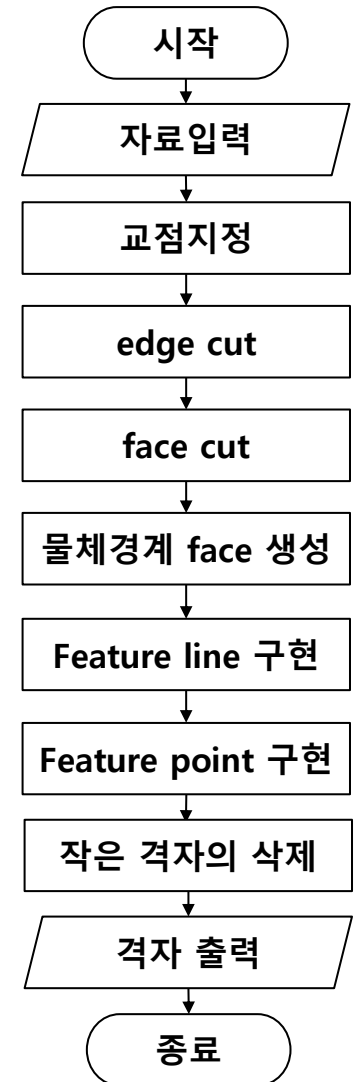 시작
자료입력
교점지정
edge cut
face cut
물체경계 face 생성
Feature line 구현
Feature point 구현
작은 격자의 삭제
격자 출력
종료